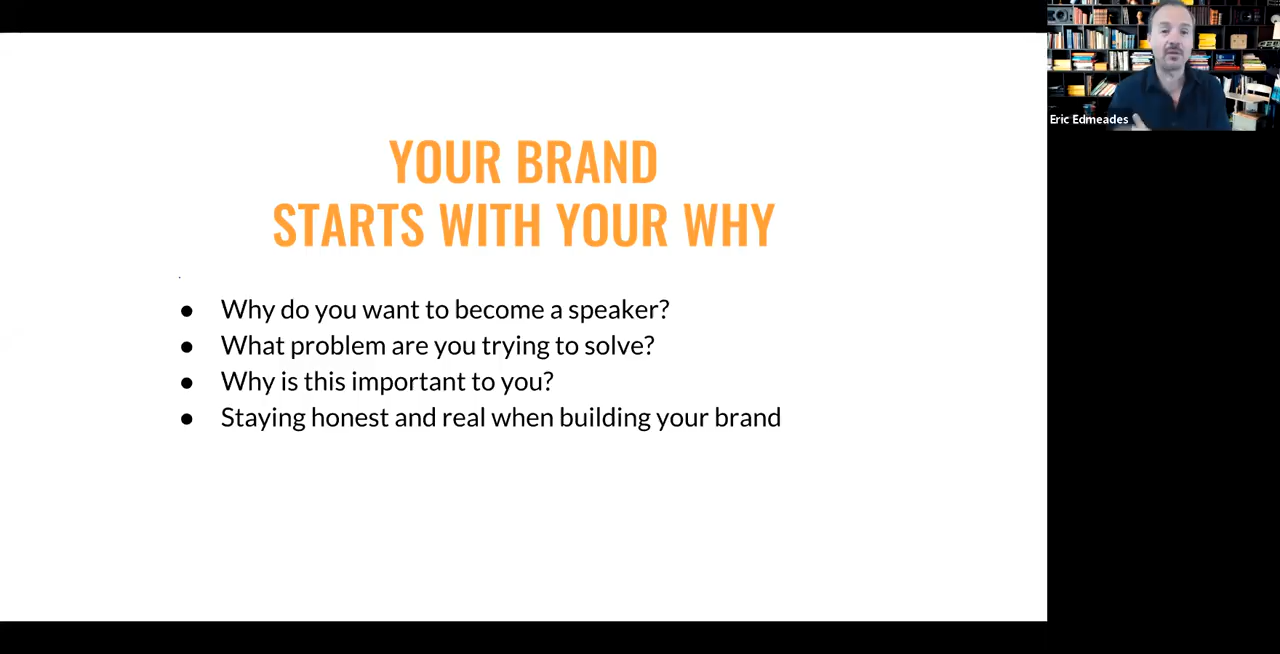 YOUR BRAND
STARTS WITH YOUR WHY
● Why do you want to become a speaker?
● What problem are you trying to solve?
● Why is this important to you?
● Staying honest and real when building your brand
Eric Edmeades